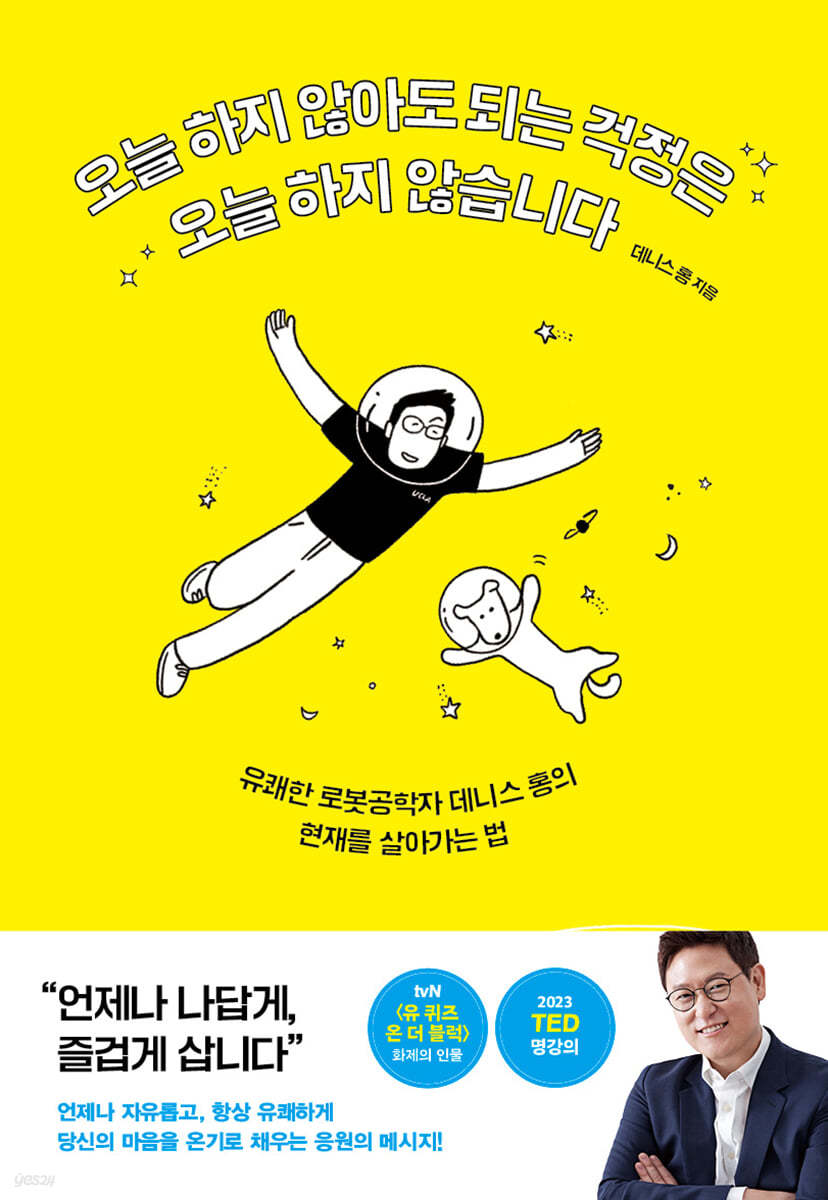 오늘 하지 않아도 되는 걱정은
오늘 하지 않습니다
데니스 홍 지음
UCLA
유쾌한 로봇공학자 데니스 홍의
현재를 살아가는 법
“언제나 나답게,
즐겁게 삽니다”
tvN
〈유 퀴즈
온 더 블럭〉
화제의 인물
2023
TED
명강의
언제나 자유롭고, 항상 유쾌하게
당신의 마음을 온기로 채우는 응원의 메시지!
yes24